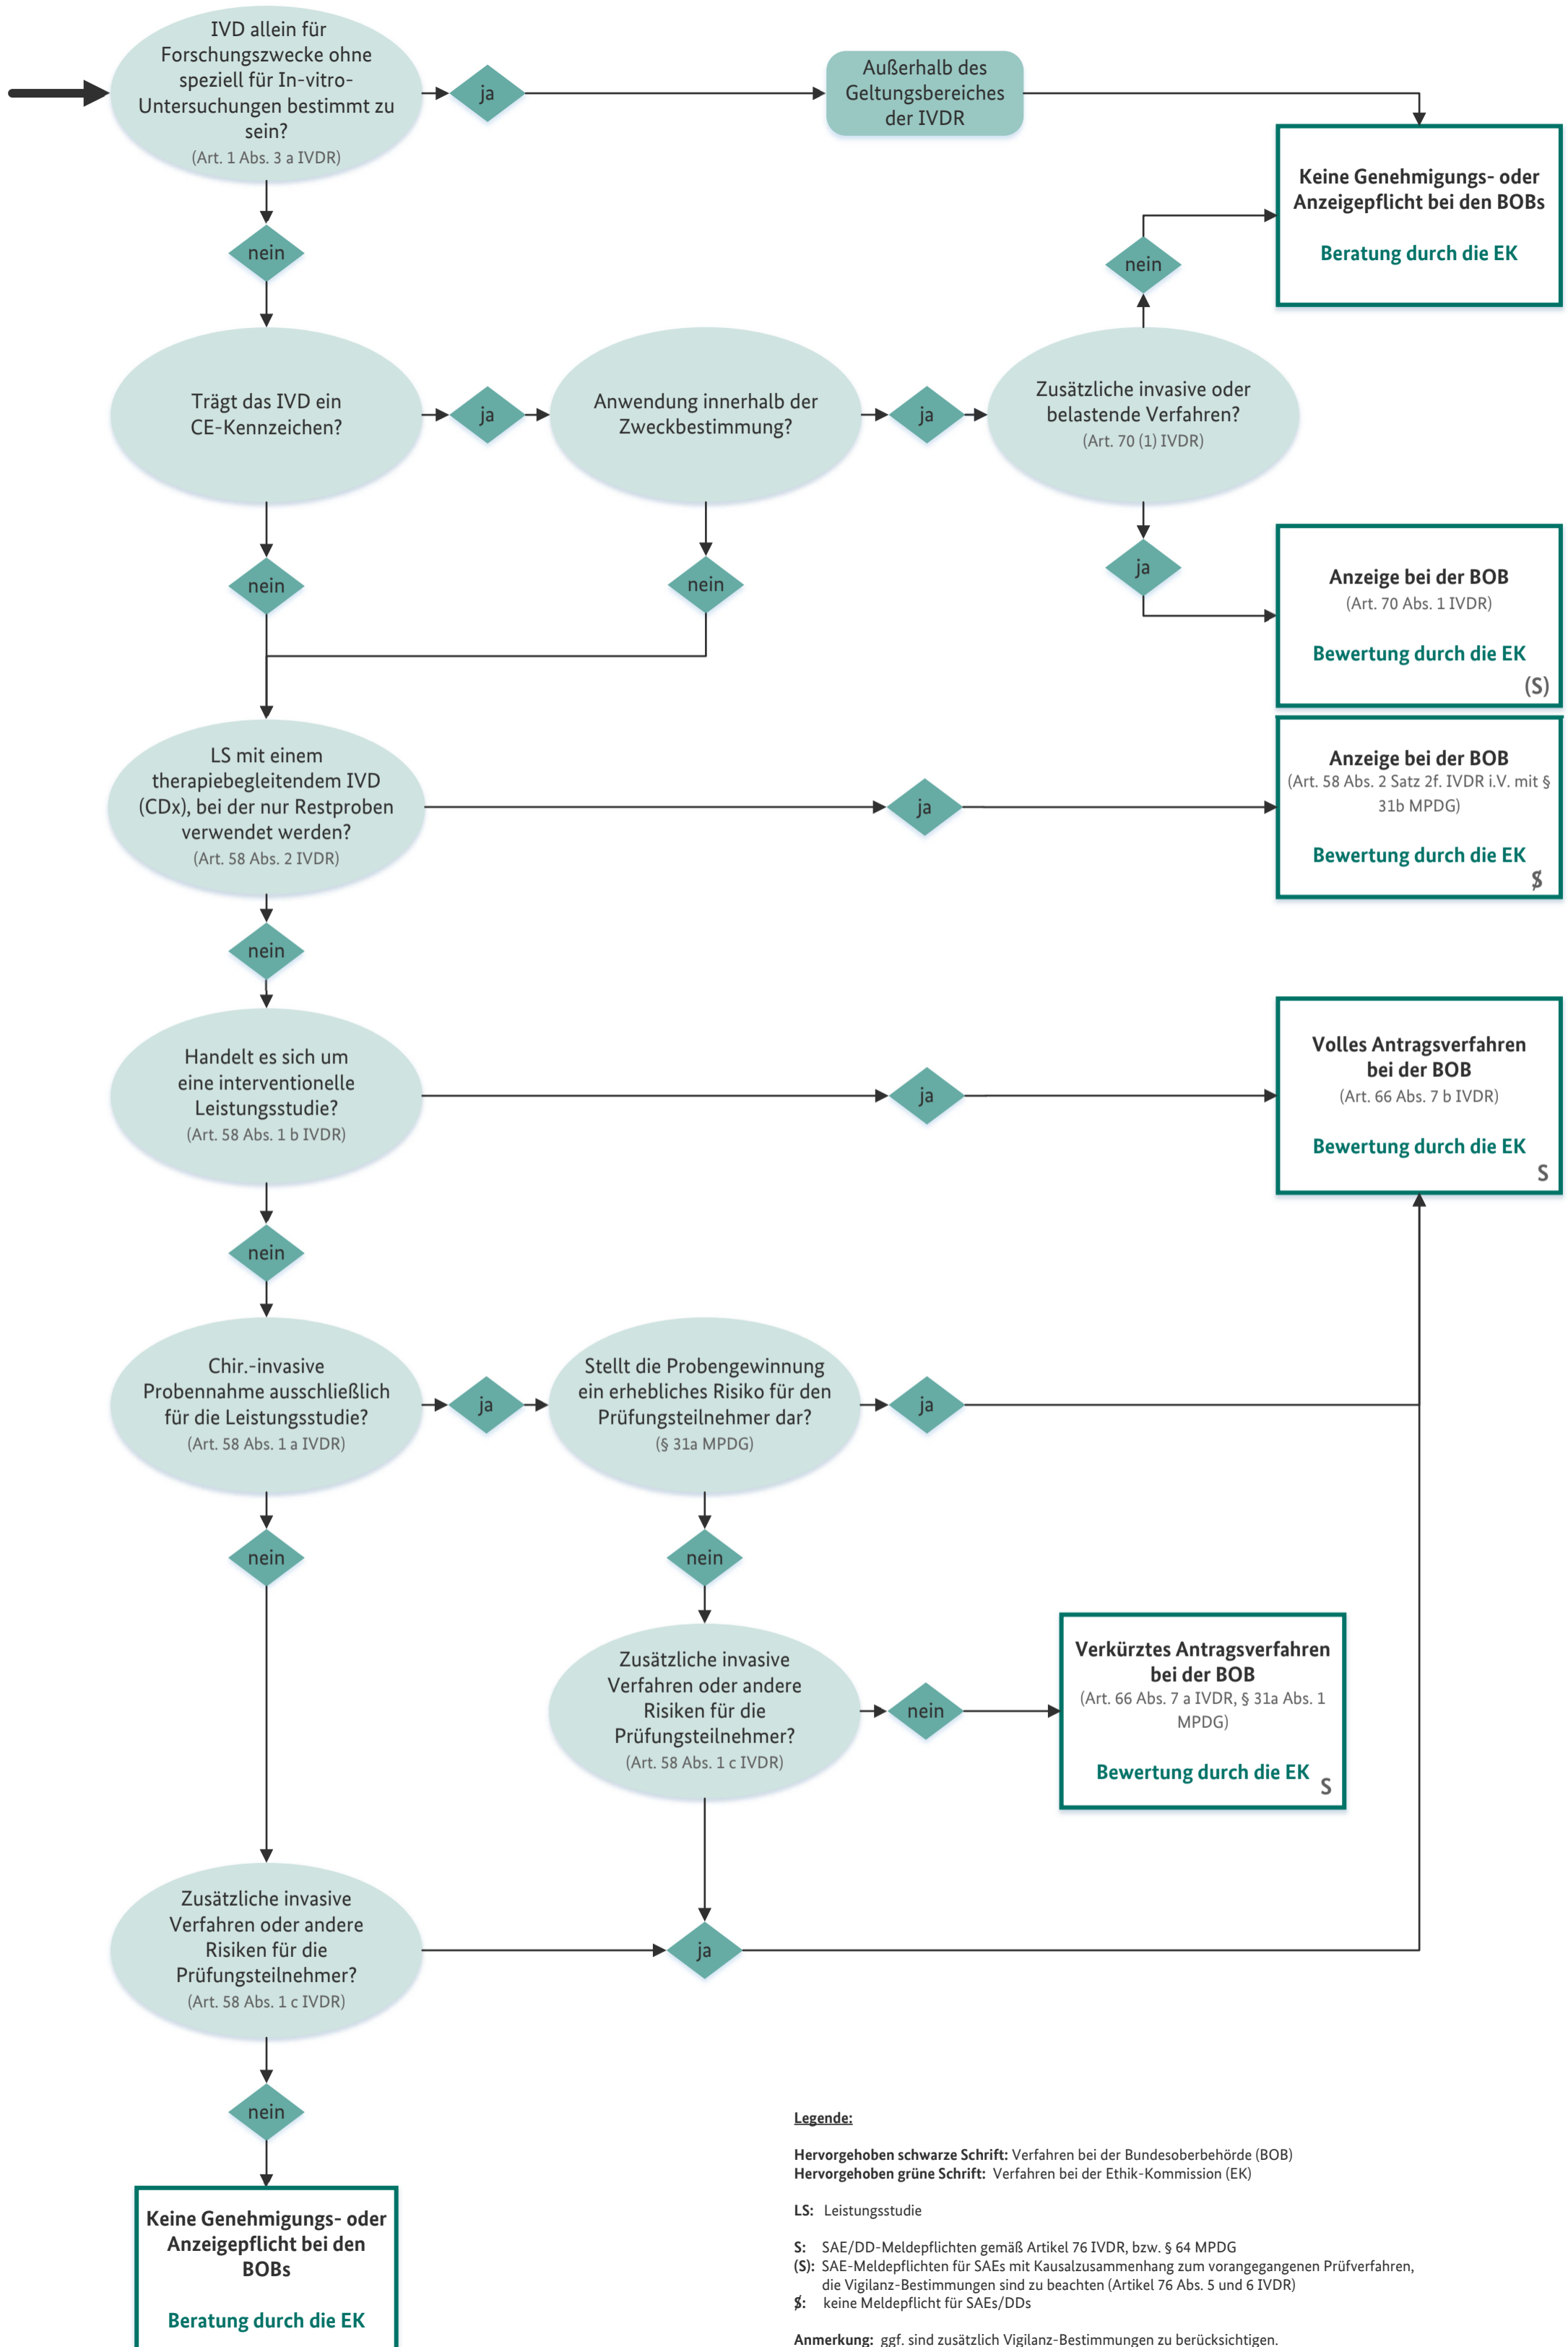 IVD allein für
Forschungszwecke ohne
speziell für In-vitro-
Untersuchungen bestimmt zu
sein?
(Art. 1 Abs. 3 a IVDR)
ja
Außerhalb des
Geltungsbereiches
der IVDR
Keine Genehmigungs- oder
Anzeigepflicht bei den BOBs
Beratung durch die EK
nein
nein
Trägt das IVD ein
CE-Kennzeichen?
ja
Anwendung innerhalb der
Zweckbestimmung?
ja
Zusätzliche invasive oder
belastende Verfahren?
(Art. 70 (1) IVDR)
nein
nein
ja
Anzeige bei der BOB
(Art. 70 Abs. 1 IVDR)
Bewertung durch die EK
(S)
LS mit einem
therapiebegleitendem IVD
(CDx), bei der nur Restproben
verwendet werden?
(Art. 58 Abs. 2 IVDR)
ja
Anzeige bei der BOB
(Art. 58 Abs. 2 Satz 2f. IVDR i.V. mit §
31b MPDG)
Bewertung durch die EK
$
nein
Handelt es sich um
eine interventionelle
Leistungsstudie?
(Art. 58 Abs. 1 b IVDR)
ja
Volles Antragsverfahren
bei der BOB
(Art. 66 Abs. 7 b IVDR)
Bewertung durch die EK
S
nein
Chir.-invasive
Probennahme ausschließlich
für die Leistungsstudie?
(Art. 58 Abs. 1 a IVDR)
ja
Stellt die Probengewinnung
ein erhebliches Risiko für den
Prüfungsteilnehmer dar?
(§ 31a MPDG)
ja
nein
nein
Zusätzliche invasive
Verfahren oder andere
Risiken für die
Prüfungsteilnehmer?
(Art. 58 Abs. 1 c IVDR)
nein
Verkürztes Antragsverfahren
bei der BOB
(Art. 66 Abs. 7 a IVDR, § 31a Abs. 1
MPDG)
Bewertung durch die EK
S
Zusätzliche invasive
Verfahren oder andere
Risiken für die
Prüfungsteilnehmer?
(Art. 58 Abs. 1 c IVDR)
ja
nein
Keine Genehmigungs- oder
Anzeigepflicht bei den
BOBs
Beratung durch die EK
Legende:
Hervorgehoben schwarze Schrift: Verfahren bei der Bundesoberbehörde (BOB)
Hervorgehoben grüne Schrift: Verfahren bei der Ethik-Kommission (EK)
LS: Leistungsstudie
S: SAE/DD-Meldepflichten gemäß Artikel 76 IVDR, bzw. § 64 MPDG
(S): SAE-Meldepflichten für SAEs mit Kausalzusammenhang zum vorangegangenen Prüfverfahren,
die Vigilanz-Bestimmungen sind zu beachten (Artikel 76 Abs. 5 und 6 IVDR)
$: keine Meldepflicht für SAEs/DDs
Anmerkung: ggf. sind zusätzlich Vigilanz-Bestimmungen zu berücksichtigen.